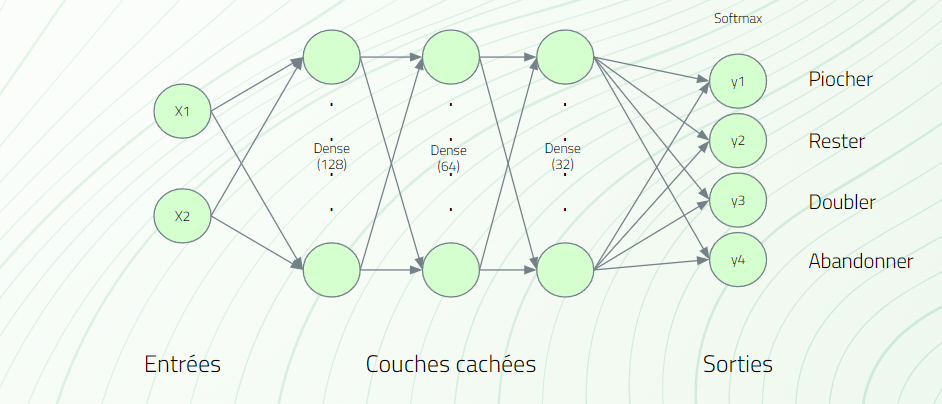 Softmax
X1
X2
Dense
(128)
Dense
(64)
Dense
(32)
y1
Piocher
y2
Rester
y3
Doubler
y4
Abandonner
Entrées
Couches cachées
Sorties